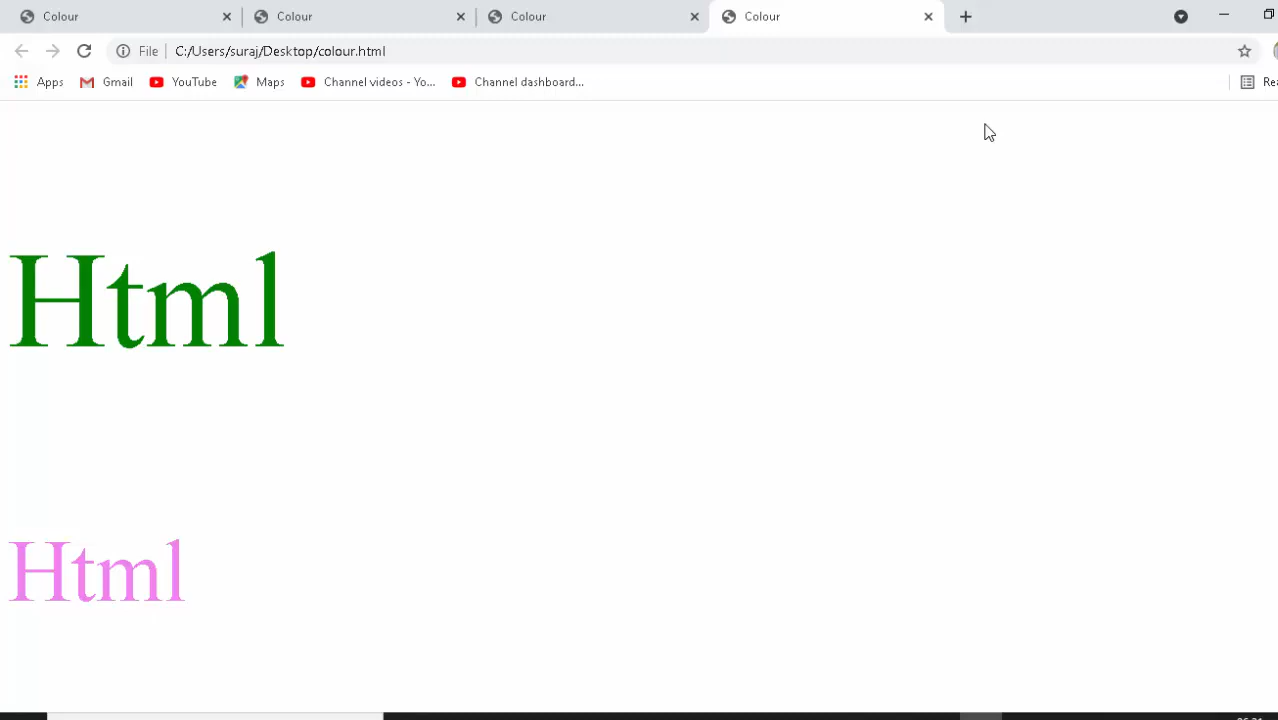 Colour Colour Colour Colour
File C:/Users/suraj/Desktop/colour.html
Apps Gmail YouTube Maps Channel videos - Yo... Channel dashboard...
Html
Html